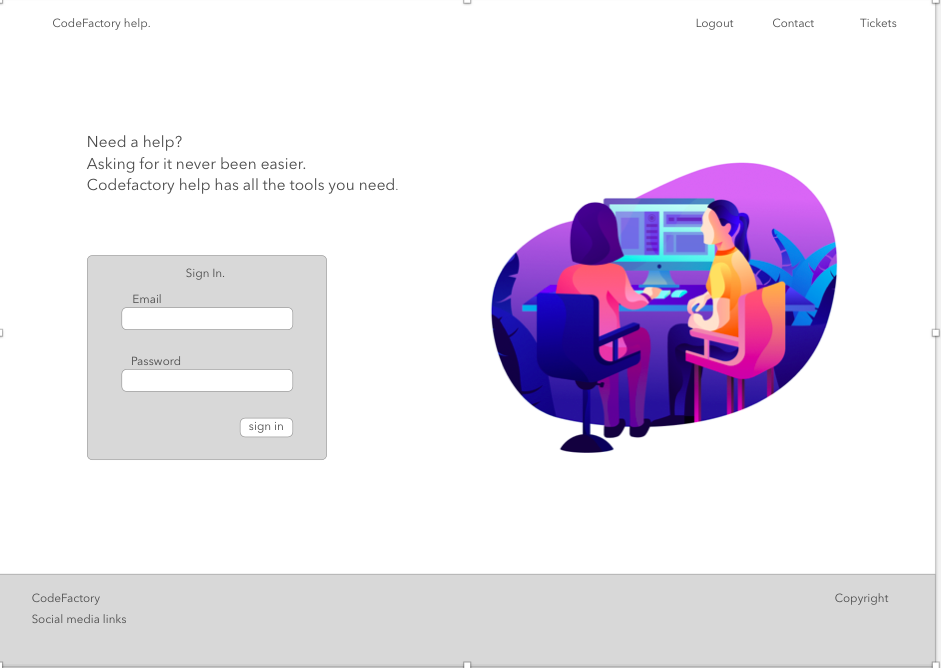 CodeFactory help.
Logout
Contact
Tickets
Need a help?
Asking for it never been easier.
Codefactory help has all the tools you need.
Sign In.
Email
Password
sign in
CodeFactory
Social media links
Copyright